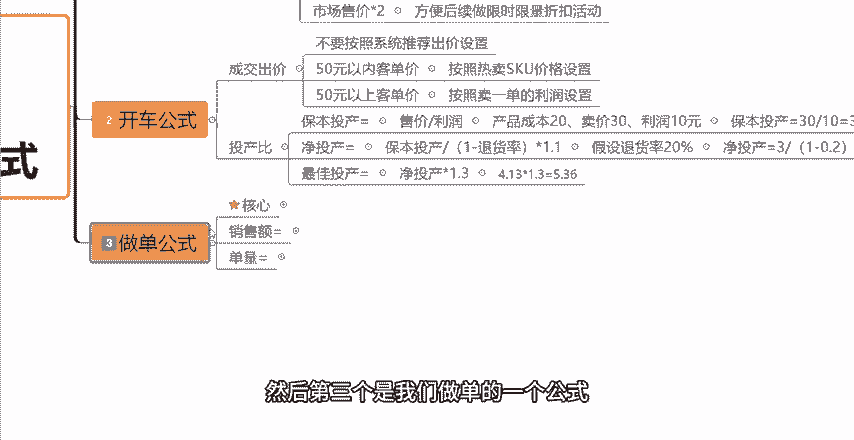 市场售价*2 方便后续做限时限量折扣活动
不要按照系统推荐出价设置
成交出价 50元以内客单价 按照热卖SKU价格设置
50元以上客单价 按照卖一单的利润设置
2 开车公式
保本投产= 售价/利润 产品成本20、卖价30、利润10元 保本投产=30/10=3
投产比 净投产= 保本投产/（1-退货率）*1.1 假设退货率20% 净投产=3/（1-0.2）
最佳投产= 净投产*1.3 4.13*1.3=5.36
式
核心
3 做单公式 销售额=
单量=
然后第三个是我们做单的一个公式